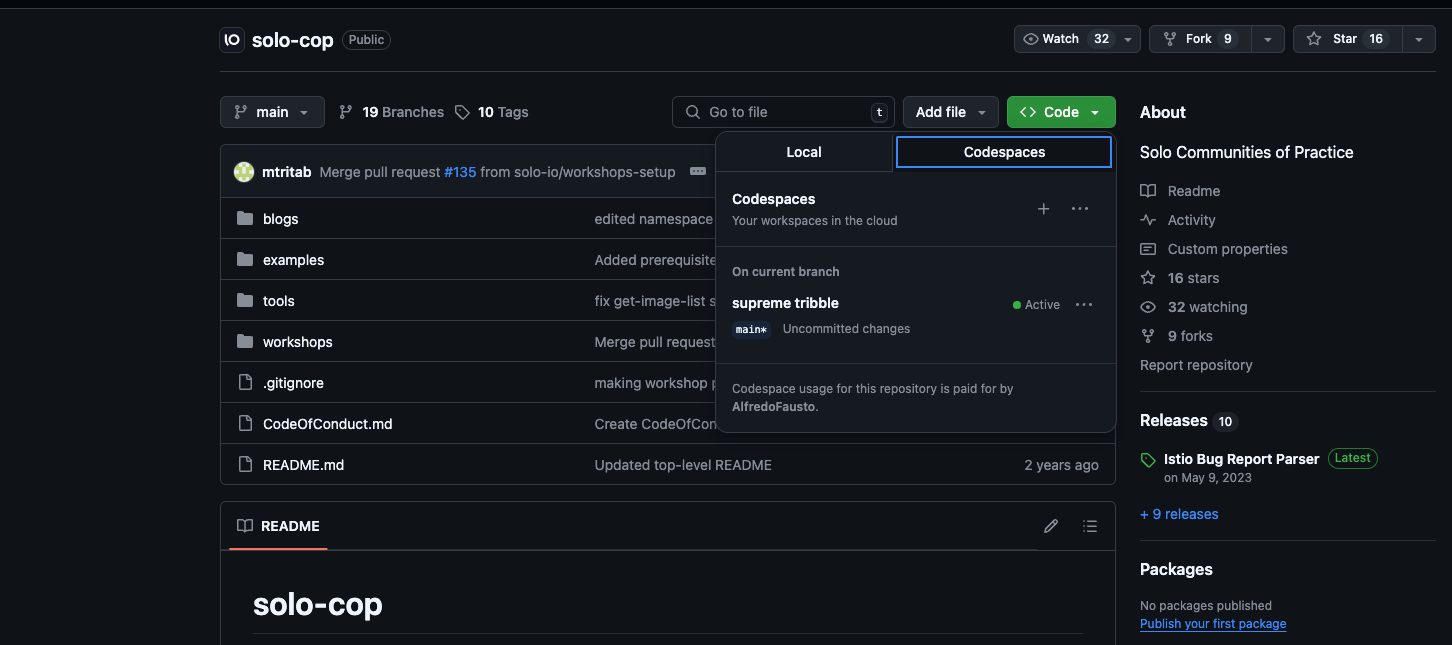 solo-cop Public
Watch 32
Fork 9
Star 16
main
19 Branches
10 Tags
Go to file t
Add file
Code
Local
Codespaces
Codespaces
Your workspaces in the cloud
On current branch
supreme tribble
Active
main*
Uncommitted changes
Codespace usage for this repository is paid for by
AlfredoFausto.
mtritab Merge pull request #135 from solo-io/workshops-setup
blogs edited namespace
examples Added prerequisite
tools fix get-image-list s
workshops Merge pull request
.gitignore making workshop p
CodeOfConduct.md Create CodeOfCon
README.md Updated top-level README 2 years ago
README
solo-cop
About
Solo Communities of Practice
Readme
Activity
Custom properties
16 stars
32 watching
9 forks
Report repository
Releases 10
Istio Bug Report Parser Latest
on May 9, 2023
+ 9 releases
Packages
No packages published
Publish your first package